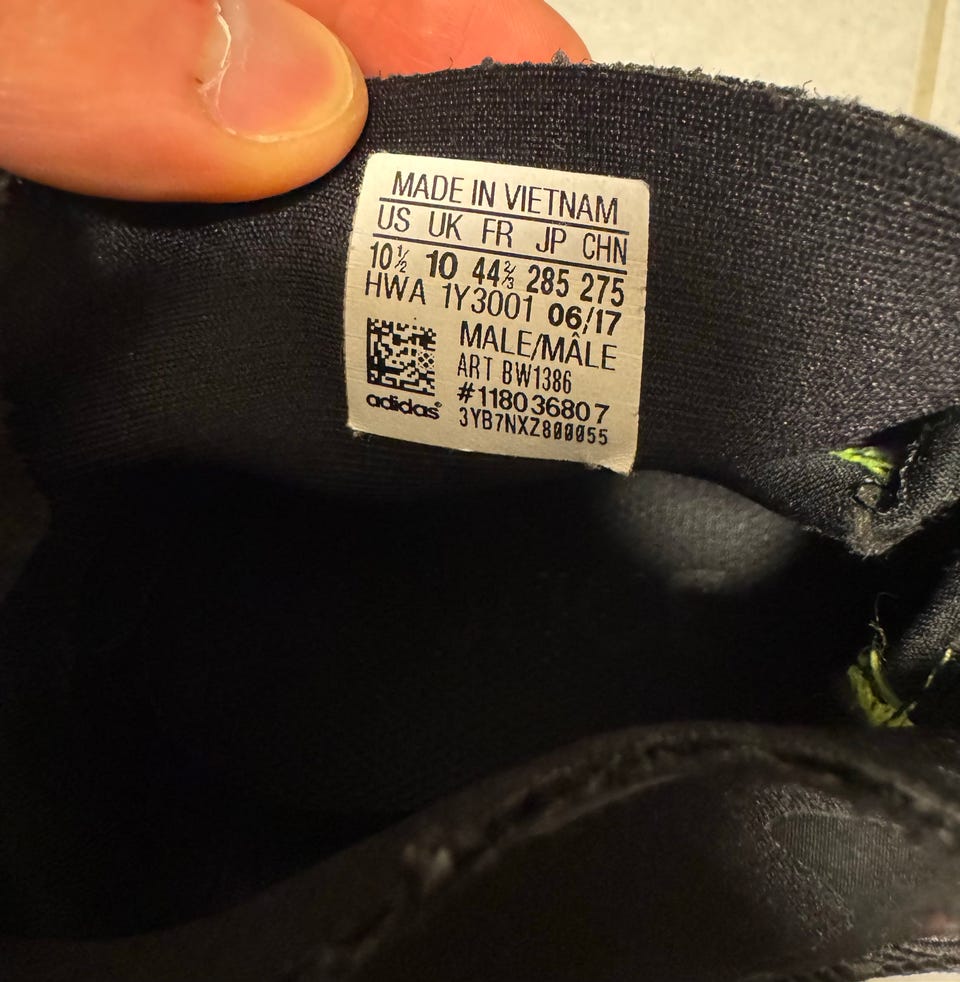 MADE IN VIETNAM
US UK FR JP CHN
10½ 10 44⅔ 285 275
HWA 1Y3001 06/17
MALE/MÂLE
ART BW1386
#118036807
adidas®
3YB7NXZ800055